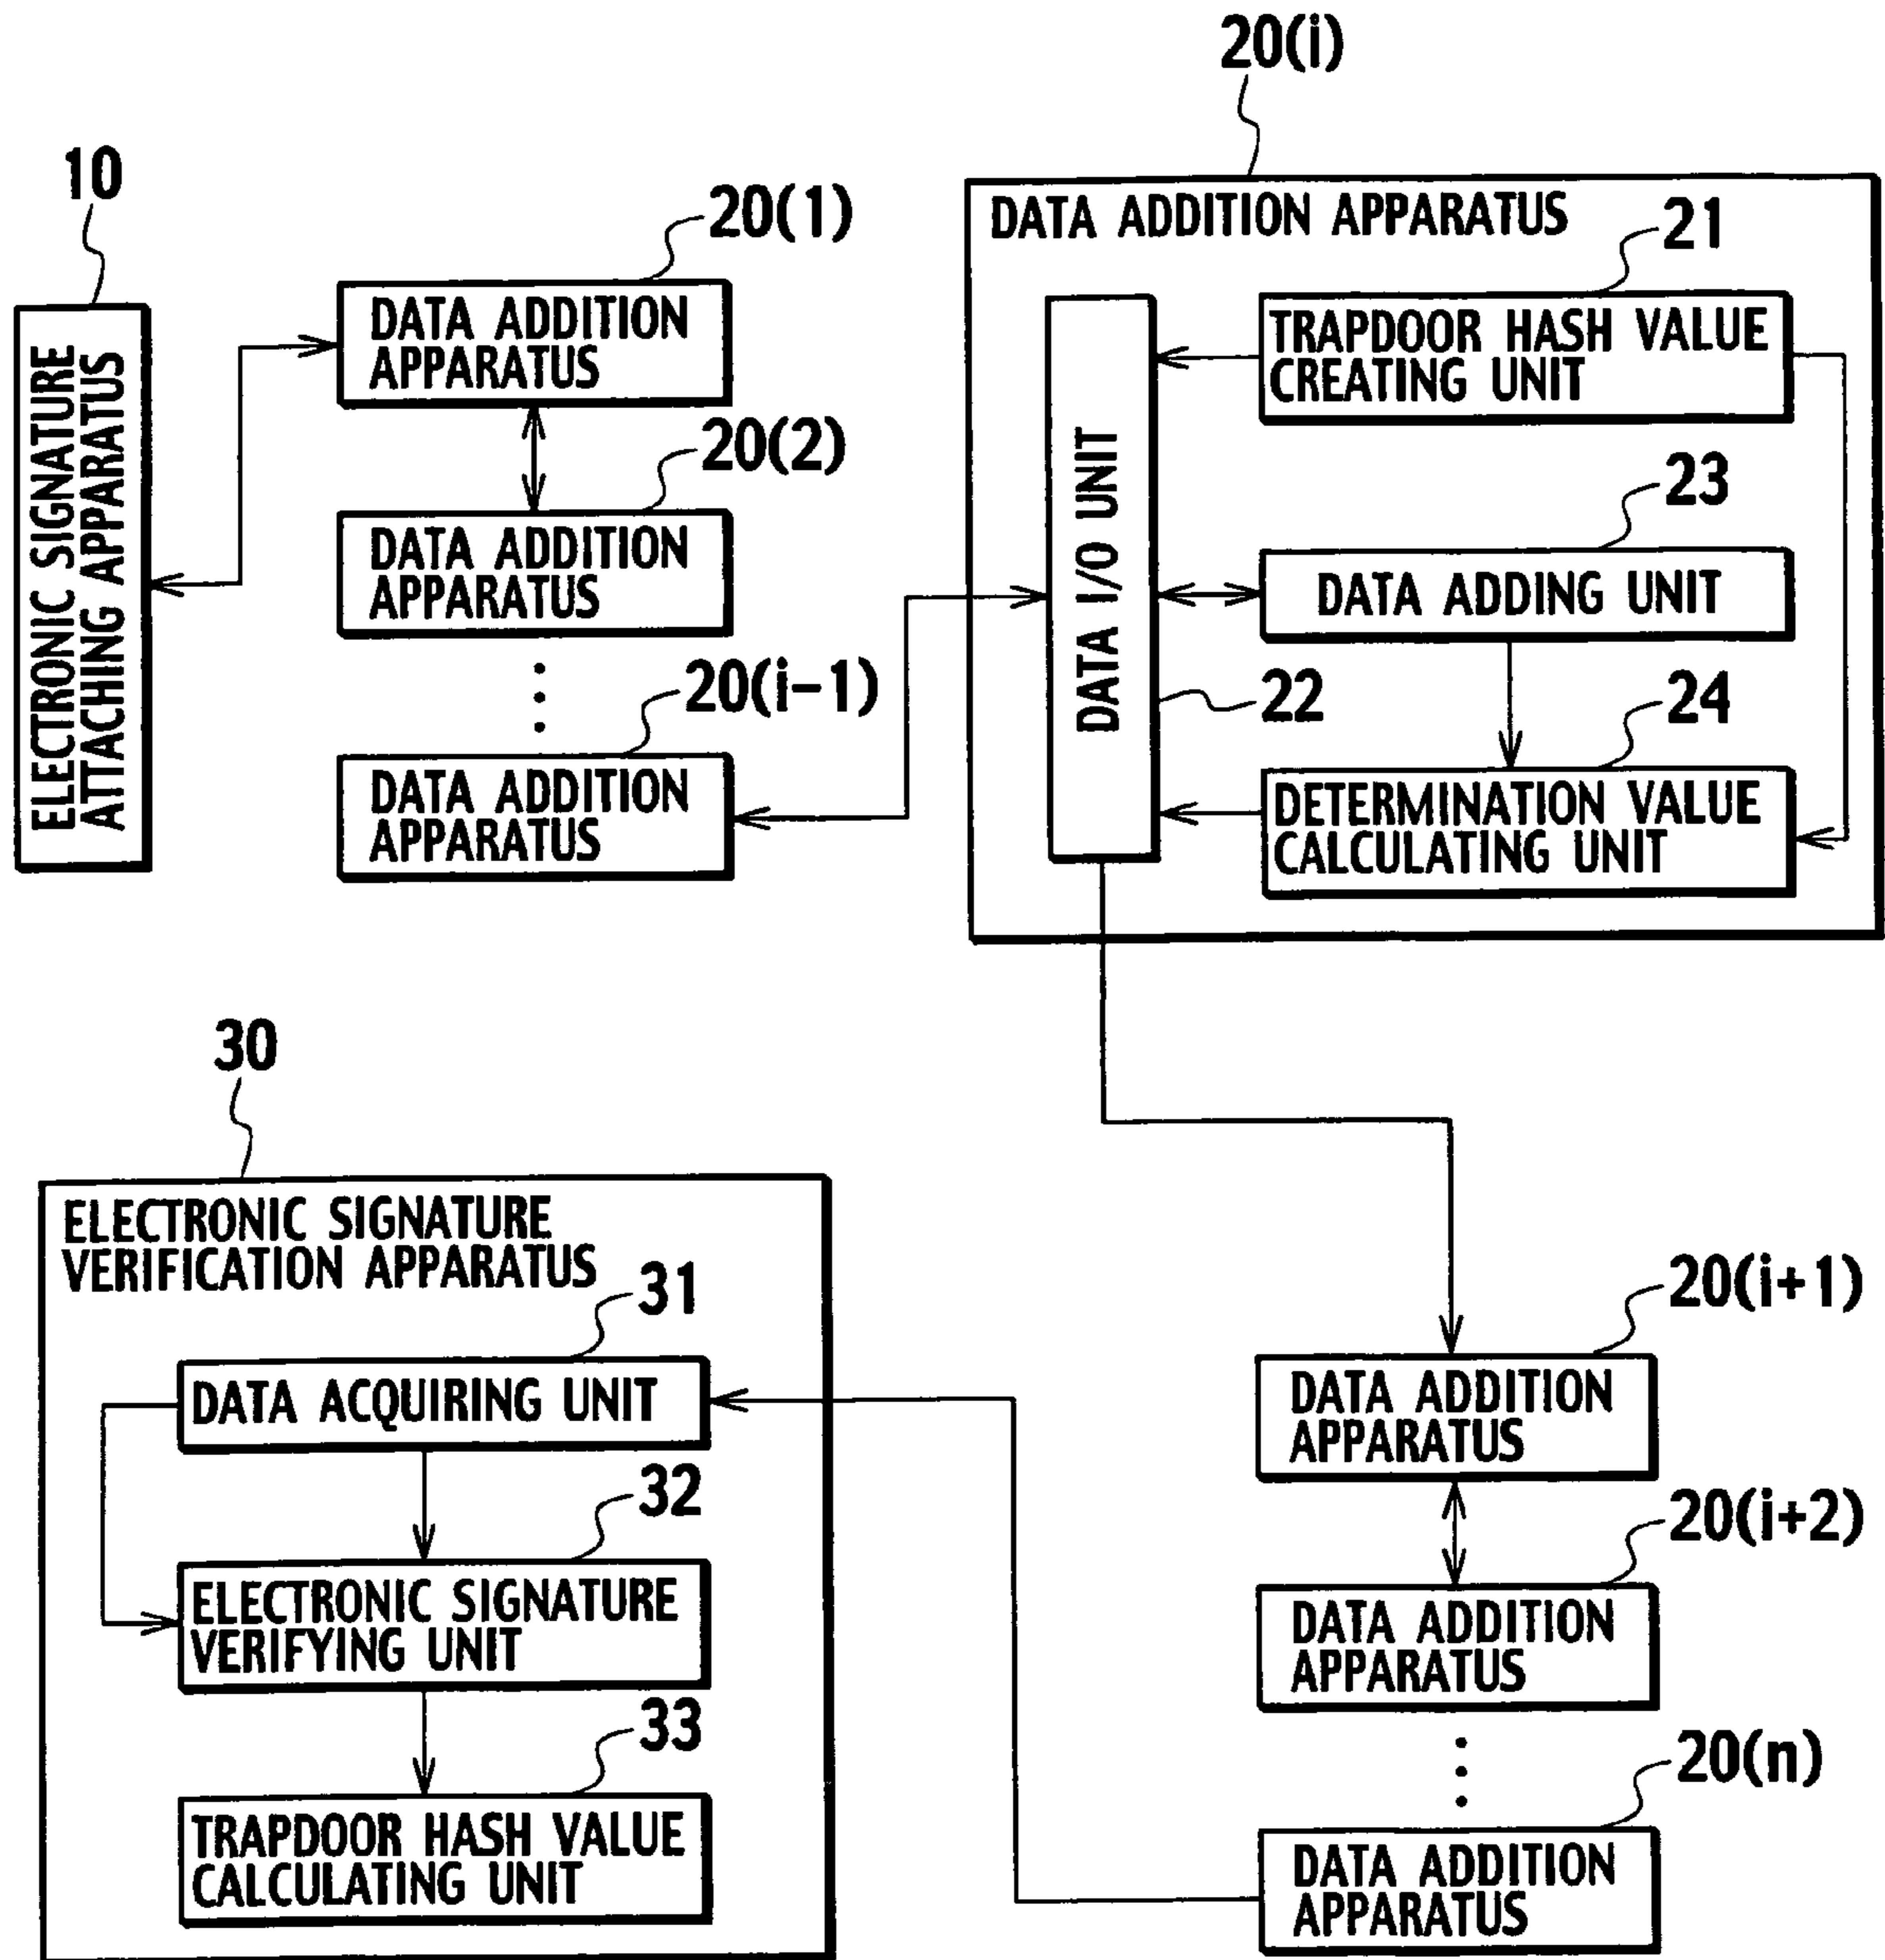 20(i)
10
20(1)
DATA ADDITION APPARATUS
21
ELECTRONIC SIGNATURE
ATTACHING APPARATUS
DATA ADDITION
APPARATUS
TRAPDOOR HASH VALUE
CREATING UNIT
20(2)
DATA I/O UNIT
23
DATA ADDITION
APPARATUS
DATA ADDING UNIT
20(i-1)
22
24
DATA ADDITION
APPARATUS
DETERMINATION VALUE
CALCULATING UNIT
30
ELECTRONIC SIGNATURE
VERIFICATION APPARATUS
31
20(i+1)
DATA ACQUIRING UNIT
DATA ADDITION
APPARATUS
32
20(i+2)
ELECTRONIC SIGNATURE
VERIFYING UNIT
DATA ADDITION
APPARATUS
33
20(n)
TRAPDOOR HASH VALUE
CALCULATING UNIT
DATA ADDITION
APPARATUS